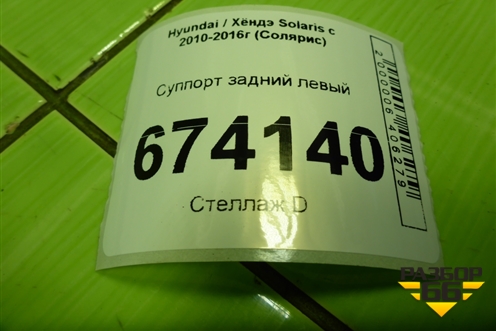 Hyundai / Хёндэ Solaris с
2010-2016г (Солярис)
Суппорт задний левый
674140
Стеллаж D
2000006406279
РАЗБОР
66